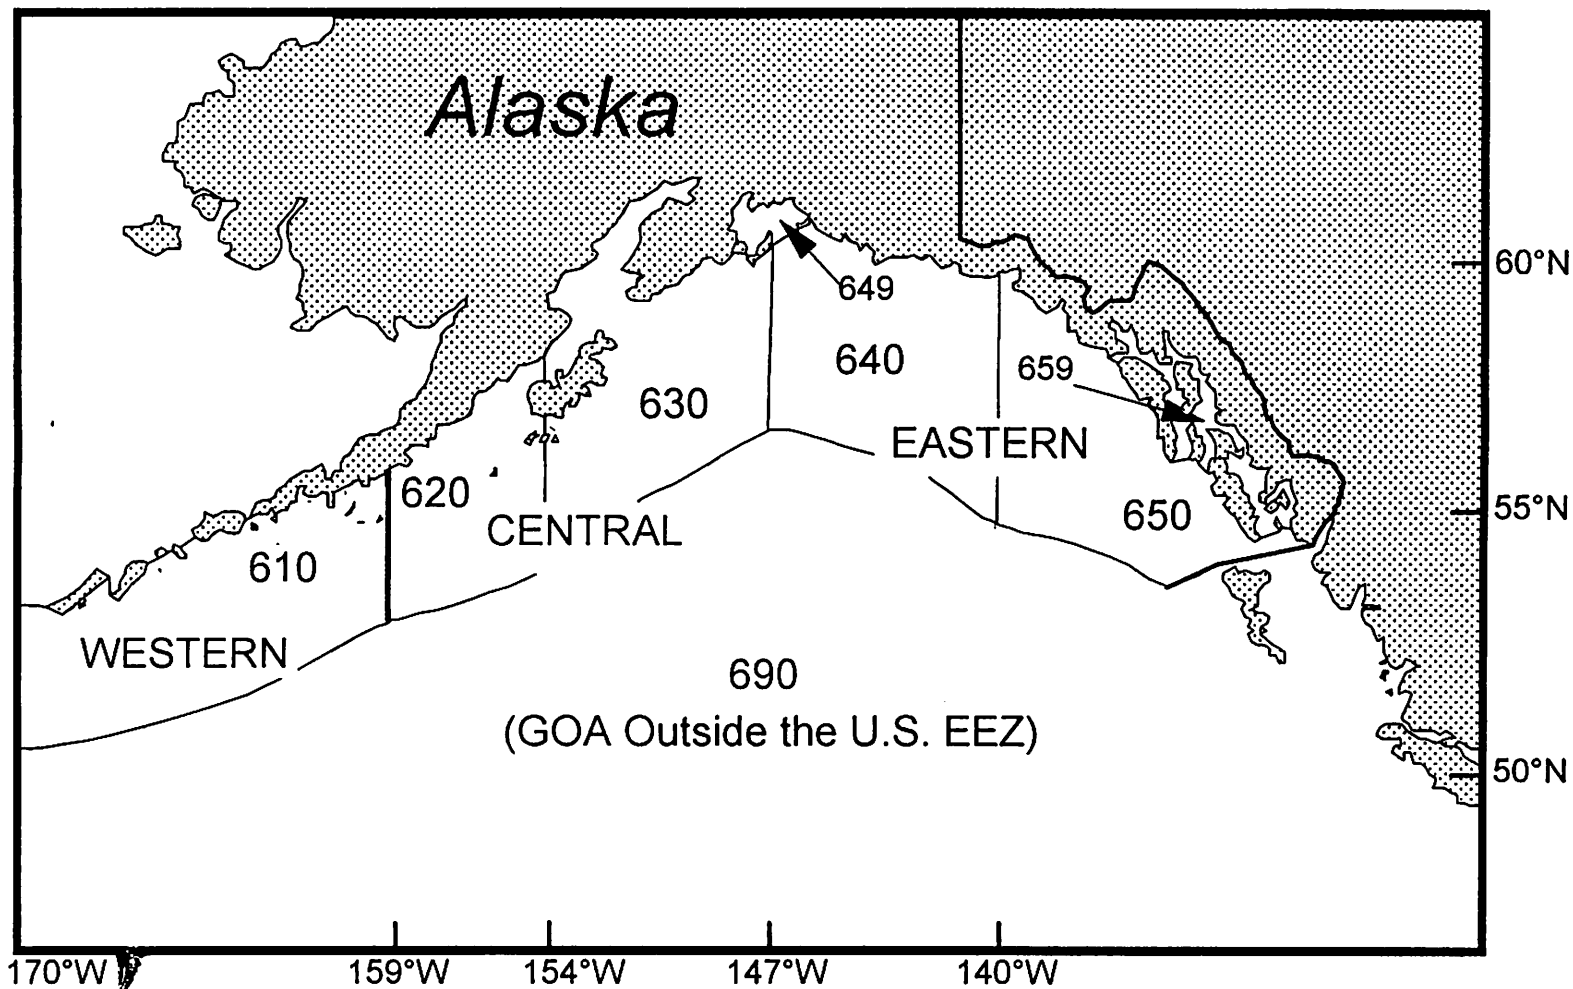 Alaska
60°N
649
640
659
630
EASTERN
620
55°N
650
CENTRAL
610
WESTERN
690
(GOA Outside the U.S. EEZ)
50°N
170°W
159°W
154°W
147°W
140°W